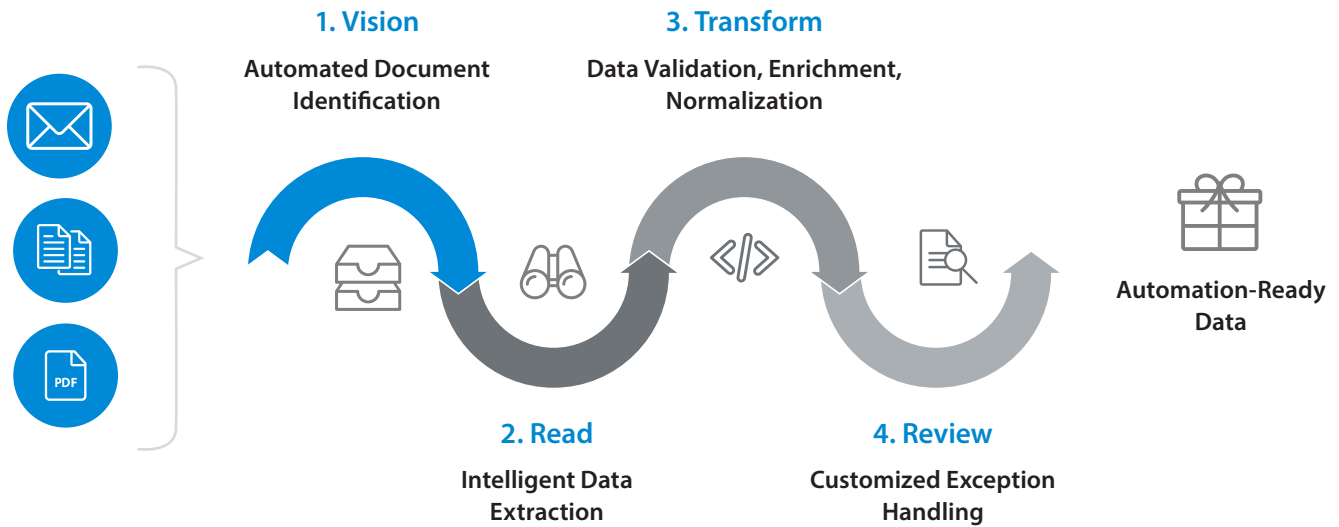 1. Vision
Automated Document
Identification
3. Transform
Data Validation, Enrichment,
Normalization
PDF
2. Read
Intelligent Data
Extraction
4. Review
Customized Exception
Handling
Automation-Ready
Data